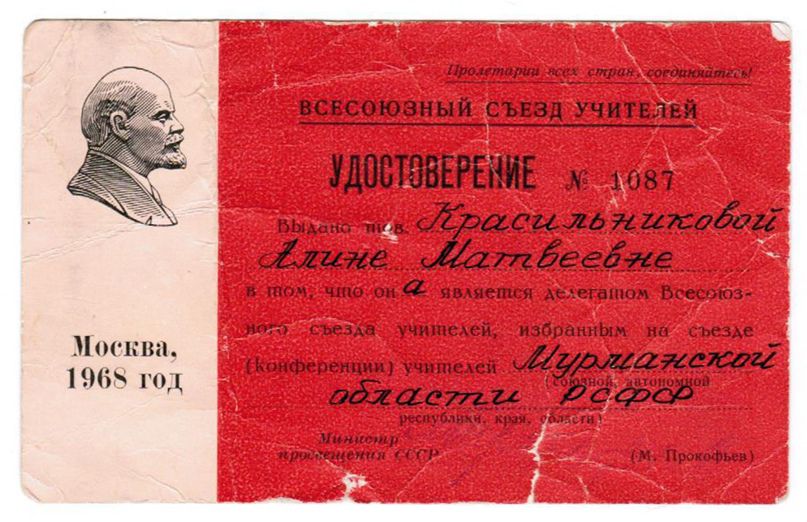 Пролетарии всех стран, соединяйтесь!
ВСЕСОЮЗНЫЙ СЪЕЗД УЧИТЕЛЕЙ
УДОСТОВЕРЕНИЕ № 1087
Выдано тов. Красильниковой
Алине Матвеевне
в том, что она является делегатом Всесоюз-
ного съезда учителей, избранным на съезде
(конференции) учителей Мурманской
(союзной, автономной
области РСФСР
республики, края, области)
Министр
просвещения СССР
(М. Прокофьев)
Москва,
1968 год